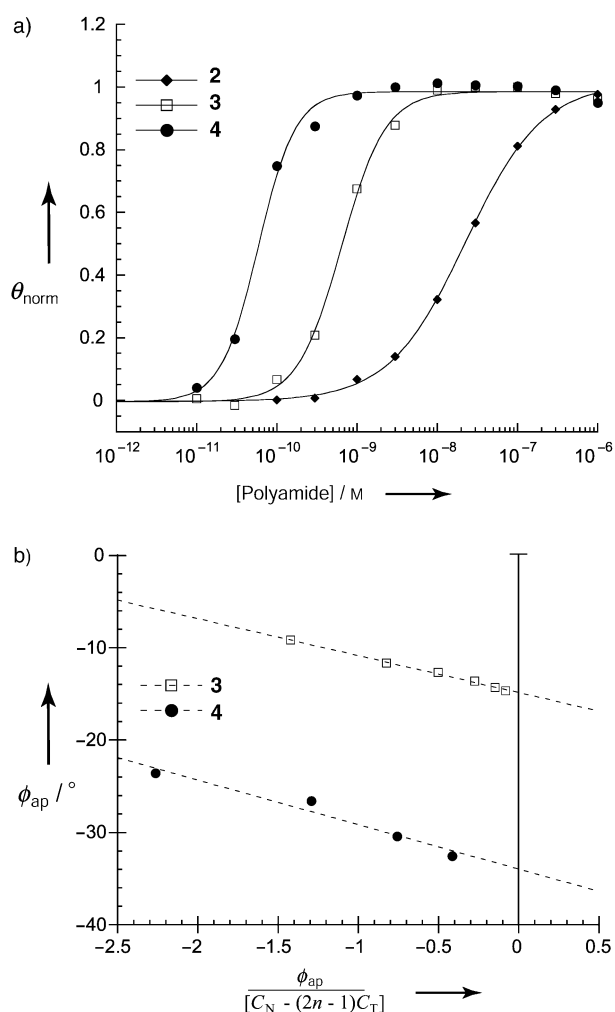 a)
1.2
1
0.8
0.6
0.4
0.2
0
2
3
4
θnorm
10⁻¹² 10⁻¹¹ 10⁻¹⁰ 10⁻⁹ 10⁻⁸ 10⁻⁷ 10⁻⁶
[Polyamide] / M
b)
0
-10
-20
-30
-40
3
4
ϕap / °
-2.5 -2 -1.5 -1 -0.5 0 0.5
ϕap
[CN - (2n - 1)CT]